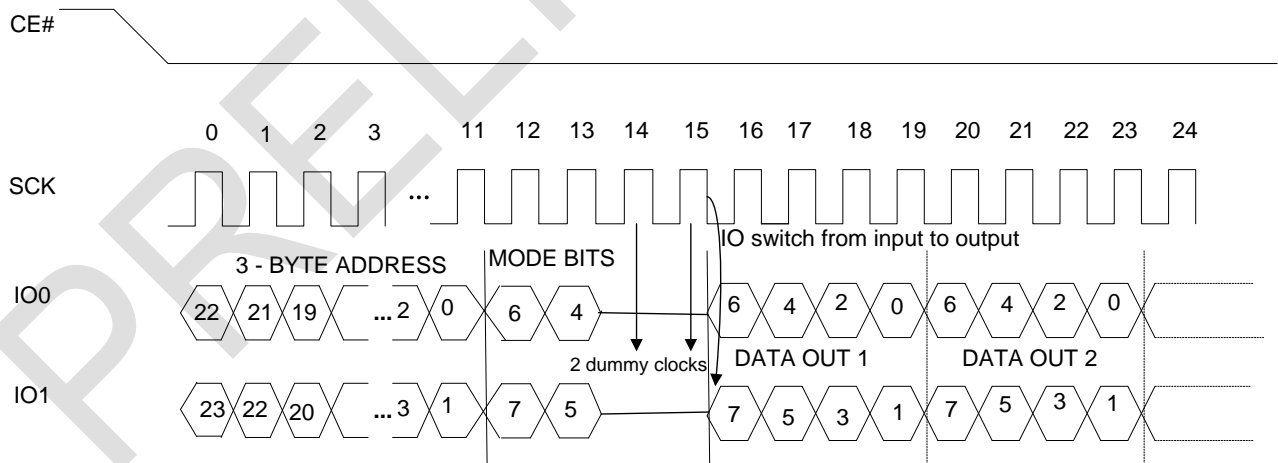 CE#
0 1 2 3 11 12 13 14 15 16 17 18 19 20 21 22 23 24
SCK
...
IO switch from input to output
3 - BYTE ADDRESS MODE BITS
IO0
22 21 19 ... 2 0 6 4 6 4 2 0 6 4 2 0
2 dummy clocks DATA OUT 1 DATA OUT 2
IO1
23 22 20 ... 3 1 7 5 7 5 3 1 7 5 3 1
PREL